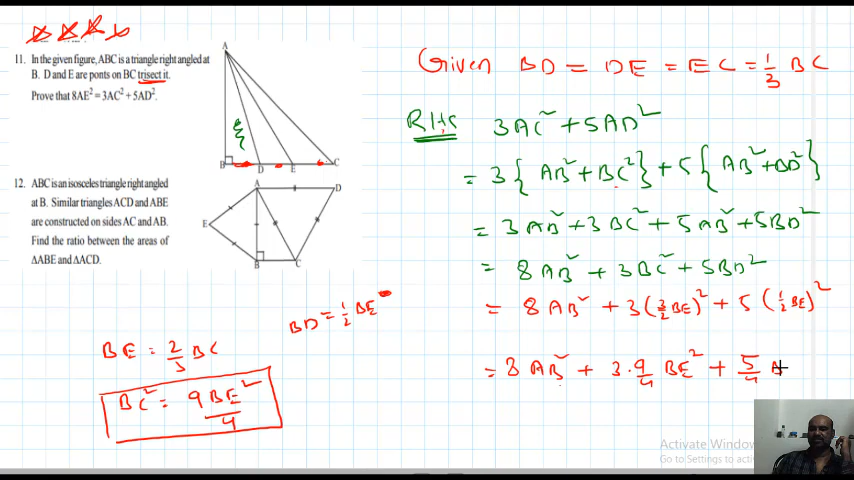 11. In the given figure, ABC is a triangle right angled at
B. D and E are ponts on BC trisect it.
Prove that 8AE² = 3AC² + 5AD².
A
B
D
E
C
12. ABC is an isosceles triangle right angled
at B. Similar triangles ACD and ABE
are constructed on sides AC and AB.
Find the ratio between the areas of
ΔABE and ΔACD.
A
D
E
B
C
BD = 1/2 BE
BE = 2/3 BC
BC² = 9BE²/4
Given BD = DE = EC = 1/3 BC
RHS 3AC² + 5AD²
= 3{AB² + BC²} + 5{AB² + BD²}
= 3AB² + 3BC² + 5AB² + 5BD²
= 8AB² + 3BC² + 5BD²
= 8AB² + 3(3/2 BE)² + 5(1/2 BE)²
= 8AB² + 3·9/4 BE² + 5/4
Activate Window
Go to Settings to activ